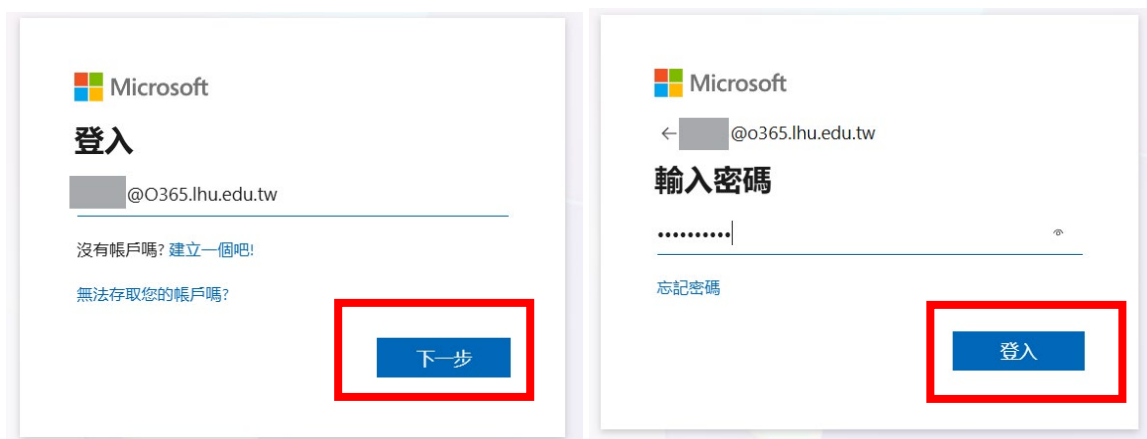 Microsoft
登入
@O365.lhu.edu.tw
沒有帳戶嗎? 建立一個吧!
無法存取您的帳戶嗎?
下一步
Microsoft
← @o365.lhu.edu.tw
輸入密碼
••••••••••
忘記密碼
登入